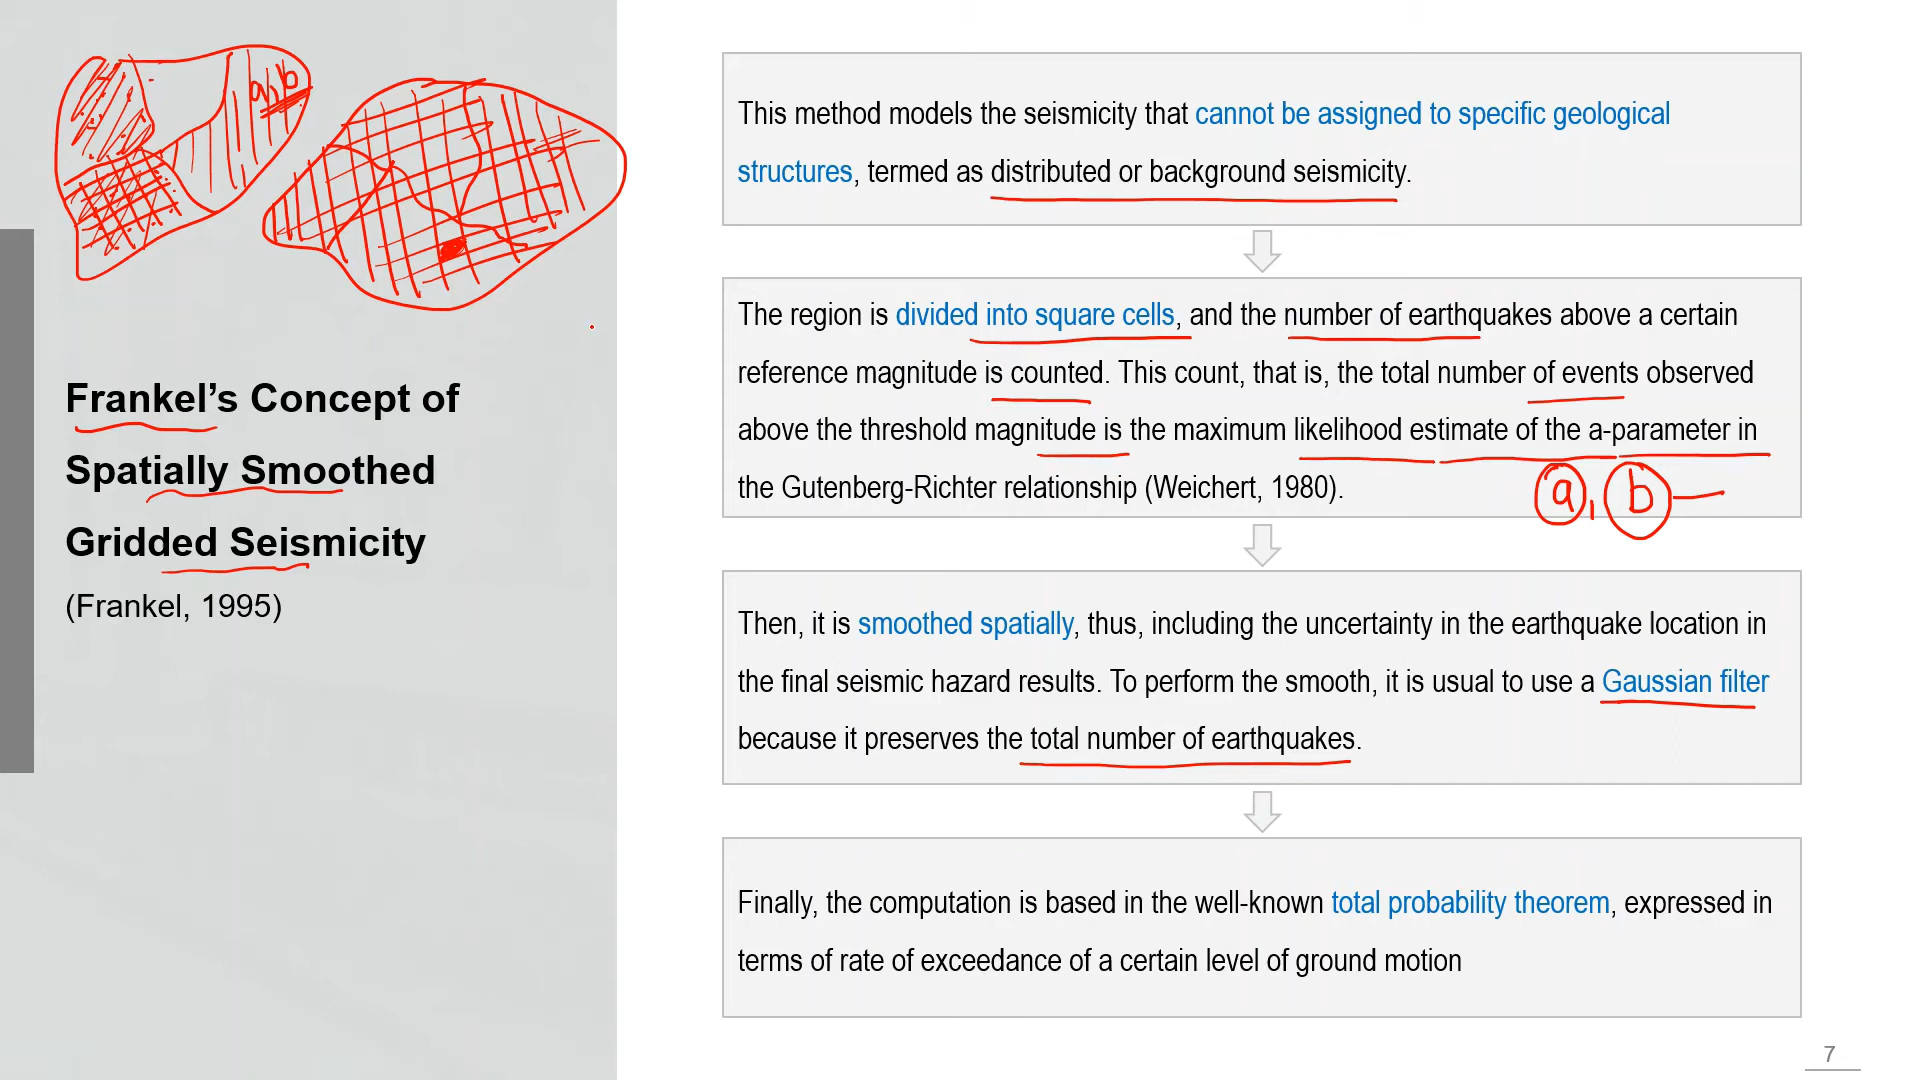 a, b
Frankel’s Concept of
Spatially Smoothed
Gridded Seismicity
(Frankel, 1995)
This method models the seismicity that cannot be assigned to specific geological
structures, termed as distributed or background seismicity.
The region is divided into square cells, and the number of earthquakes above a certain
reference magnitude is counted. This count, that is, the total number of events observed
above the threshold magnitude is the maximum likelihood estimate of the a-parameter in
the Gutenberg-Richter relationship (Weichert, 1980).
a, b
Then, it is smoothed spatially, thus, including the uncertainty in the earthquake location in
the final seismic hazard results. To perform the smooth, it is usual to use a Gaussian filter
because it preserves the total number of earthquakes.
Finally, the computation is based in the well-known total probability theorem, expressed in
terms of rate of exceedance of a certain level of ground motion
7